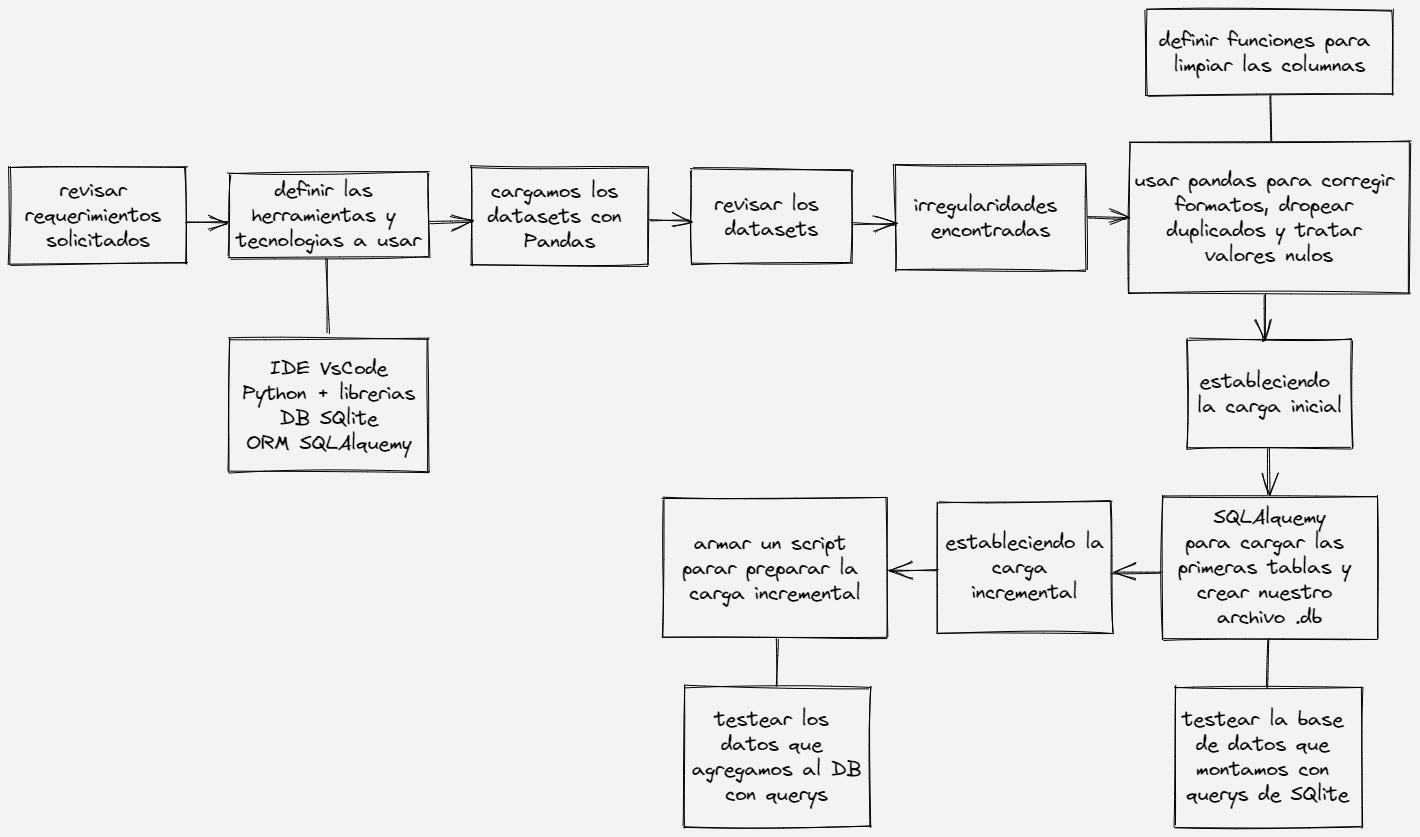 definir funciones para
limpiar las columnas
revisar
requerimientos
solicitados
definir las
herramientas y
tecnologias a usar
cargamos los
datasets con
Pandas
revisar los
datasets
irregularidades
encontradas
usar pandas para corregir
formatos, dropear
duplicados y tratar
valores nulos
IDE VsCode
Python + librerias
DB SQlite
ORM SQLAlquemy
estableciendo
la carga inicial
SQLAlquemy
para cargar las
primeras tablas y
crear nuestro
archivo .db
estableciendo la
carga
incremental
armar un script
parar preparar la
carga incremental
testear los
datos que
agregamos al DB
con querys
testear la base
de datos que
montamos con
querys de SQlite